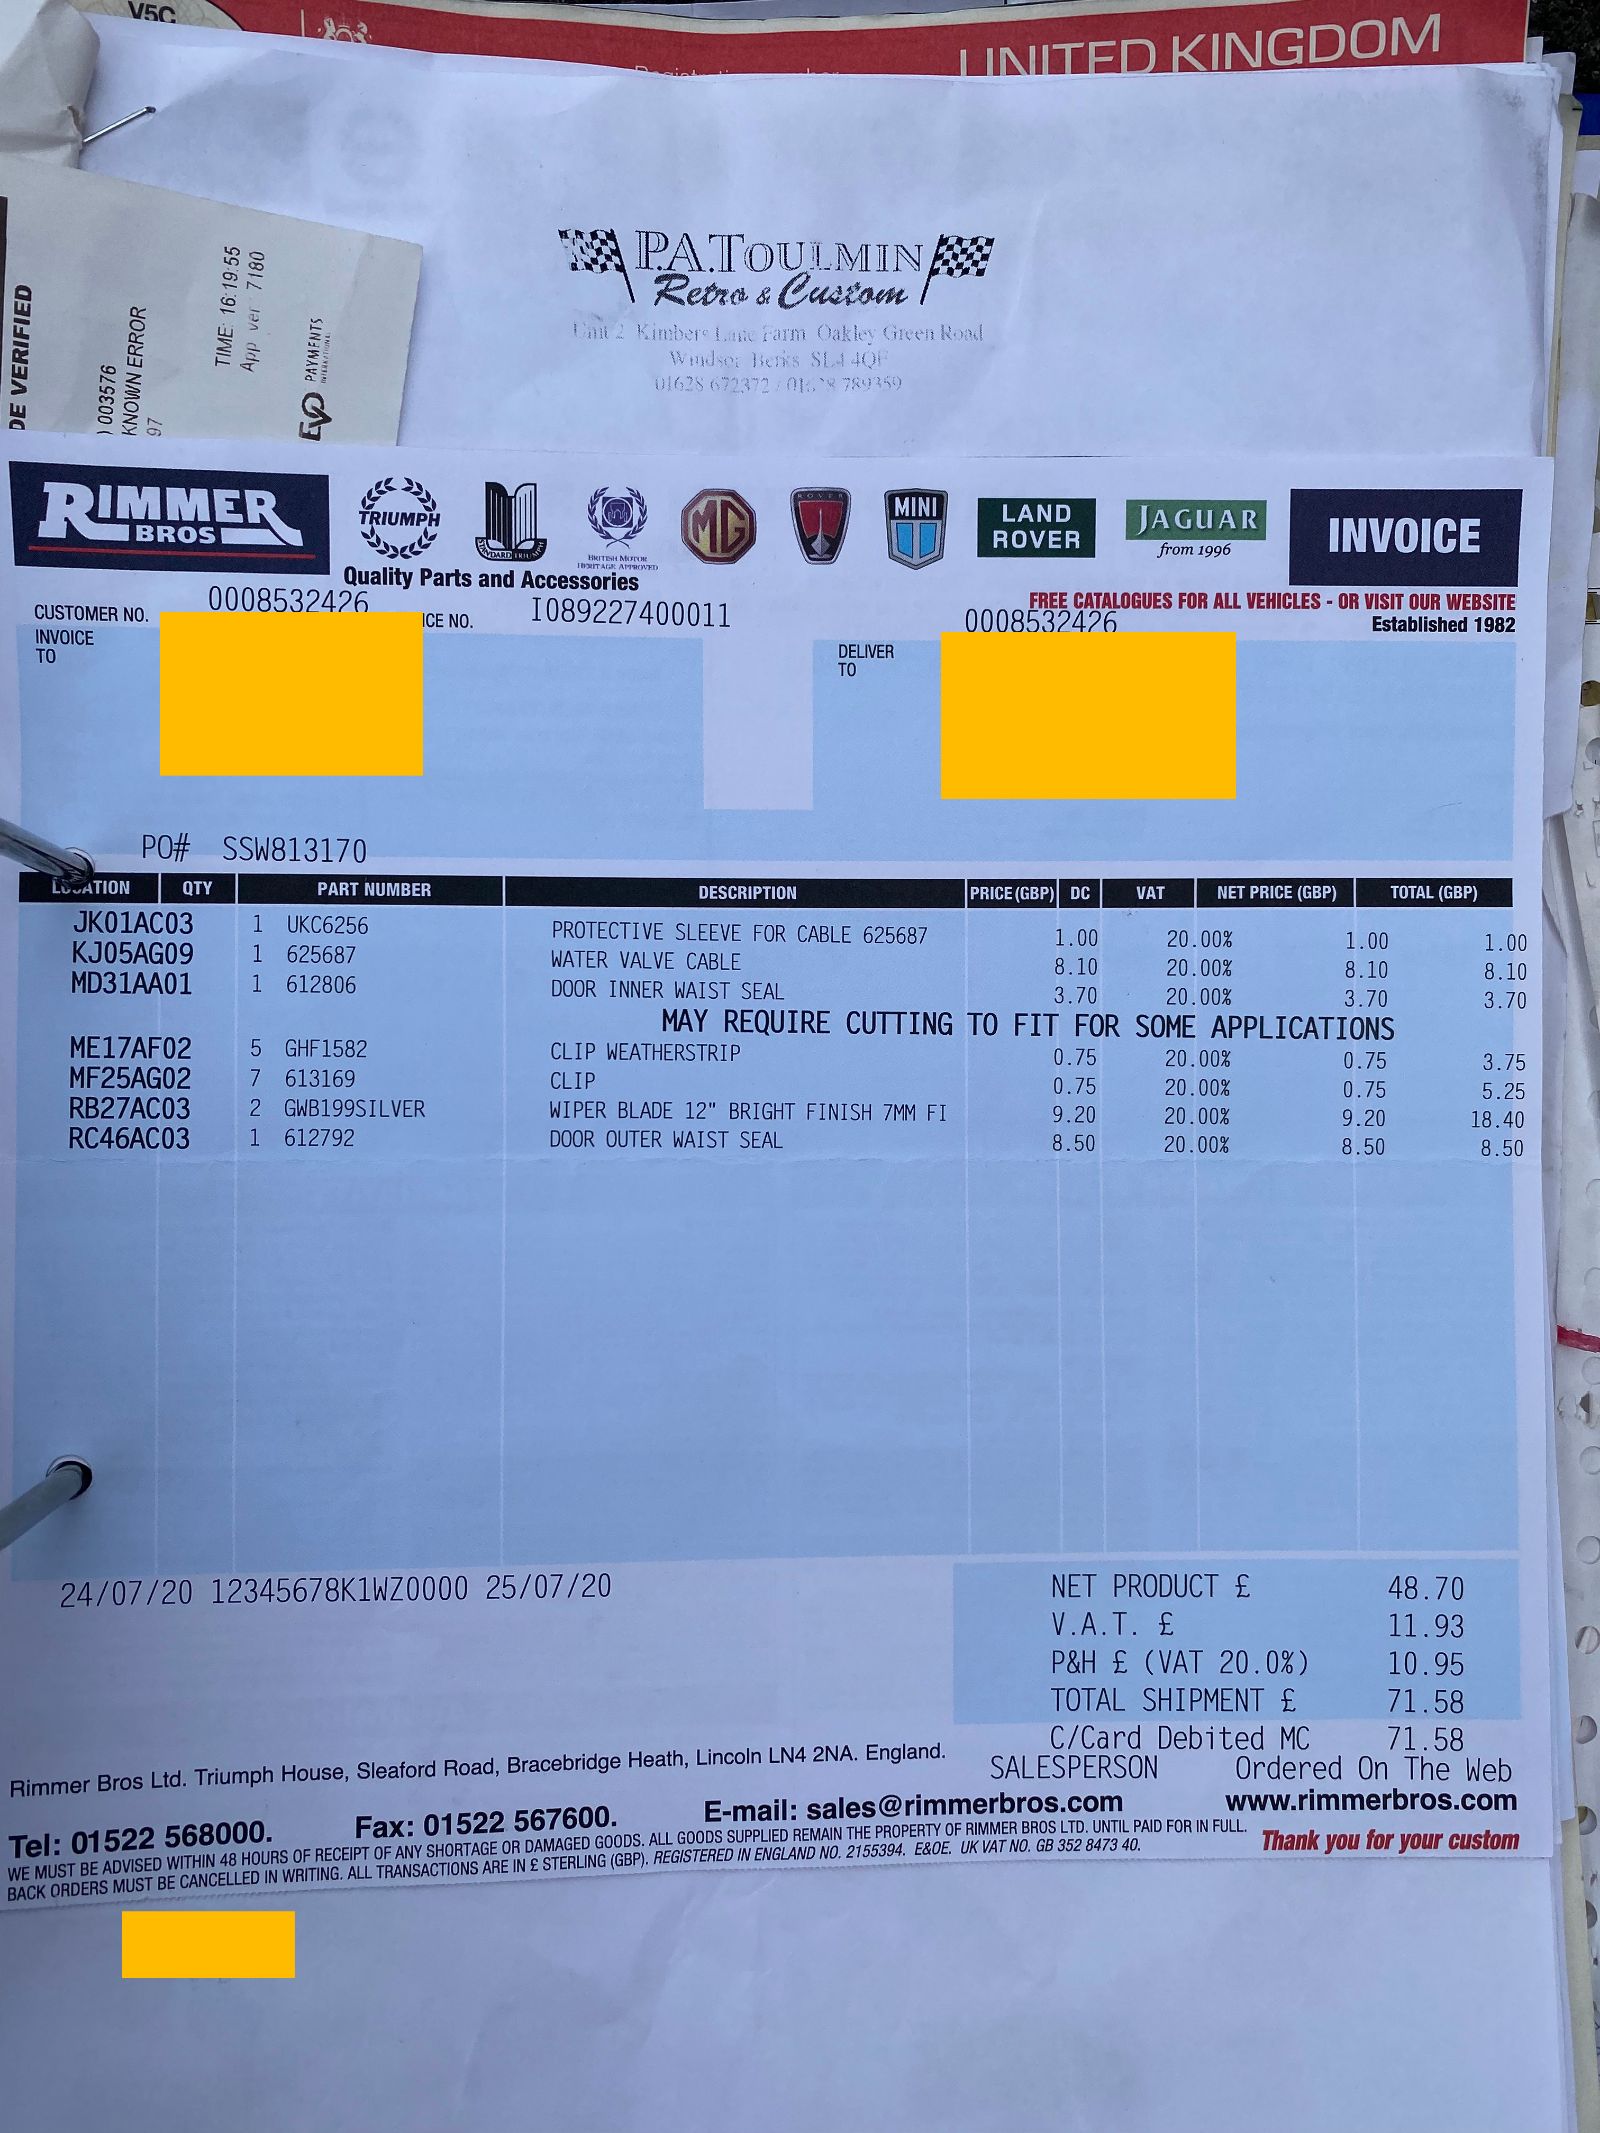 V5C
UNITED KINGDOM
DE VERIFIED
) 003576
KNOWN ERROR
97
TIME: 16:19:55
App ver 7180
EVO PAYMENTS
INTERNATIONAL
P.A.TOULMIN
Retro & Custom
Unit 2 Kimbers Lane Farm Oakley Green Road
Windsor Berks SL4 4QF
01628 672372 / 01628 789359
RIMMER
BROS
TRIUMPH
STANDARD TRIUMPH
BRITISH MOTOR
HERITAGE APPROVED
MG
ROVER
MINI
LAND
ROVER
JAGUAR
from 1996
INVOICE
Quality Parts and Accessories
FREE CATALOGUES FOR ALL VEHICLES - OR VISIT OUR WEBSITE
Established 1982
CUSTOMER NO. 0008532426 ICE NO. I089227400011 0008532426
INVOICE
TO
DELIVER
TO
PO# SSW813170
LOCATION QTY PART NUMBER DESCRIPTION PRICE(GBP) DC VAT NET PRICE (GBP) TOTAL (GBP)
JK01AC03 1 UKC6256 PROTECTIVE SLEEVE FOR CABLE 625687 1.00 20.00% 1.00 1.00
KJ05AG09 1 625687 WATER VALVE CABLE 8.10 20.00% 8.10 8.10
MD31AA01 1 612806 DOOR INNER WAIST SEAL 3.70 20.00% 3.70 3.70
MAY REQUIRE CUTTING TO FIT FOR SOME APPLICATIONS
ME17AF02 5 GHF1582 CLIP WEATHERSTRIP 0.75 20.00% 0.75 3.75
MF25AG02 7 613169 CLIP 0.75 20.00% 0.75 5.25
RB27AC03 2 GWB199SILVER WIPER BLADE 12" BRIGHT FINISH 7MM FI 9.20 20.00% 9.20 18.40
RC46AC03 1 612792 DOOR OUTER WAIST SEAL 8.50 20.00% 8.50 8.50
24/07/20 12345678K1WZ0000 25/07/20
NET PRODUCT £ 48.70
V.A.T. £ 11.93
P&H £ (VAT 20.0%) 10.95
TOTAL SHIPMENT £ 71.58
C/Card Debited MC 71.58
SALESPERSON Ordered On The Web
Rimmer Bros Ltd. Triumph House, Sleaford Road, Bracebridge Heath, Lincoln LN4 2NA. England.
Tel: 01522 568000. Fax: 01522 567600. E-mail: sales@rimmerbros.com www.rimmerbros.com
WE MUST BE ADVISED WITHIN 48 HOURS OF RECEIPT OF ANY SHORTAGE OR DAMAGED GOODS. ALL GOODS SUPPLIED REMAIN THE PROPERTY OF RIMMER BROS LTD. UNTIL PAID FOR IN FULL.
BACK ORDERS MUST BE CANCELLED IN WRITING. ALL TRANSACTIONS ARE IN £ STERLING (GBP). REGISTERED IN ENGLAND NO. 2155394. E&OE. UK VAT NO. GB 352 8473 40.
Thank you for your custom